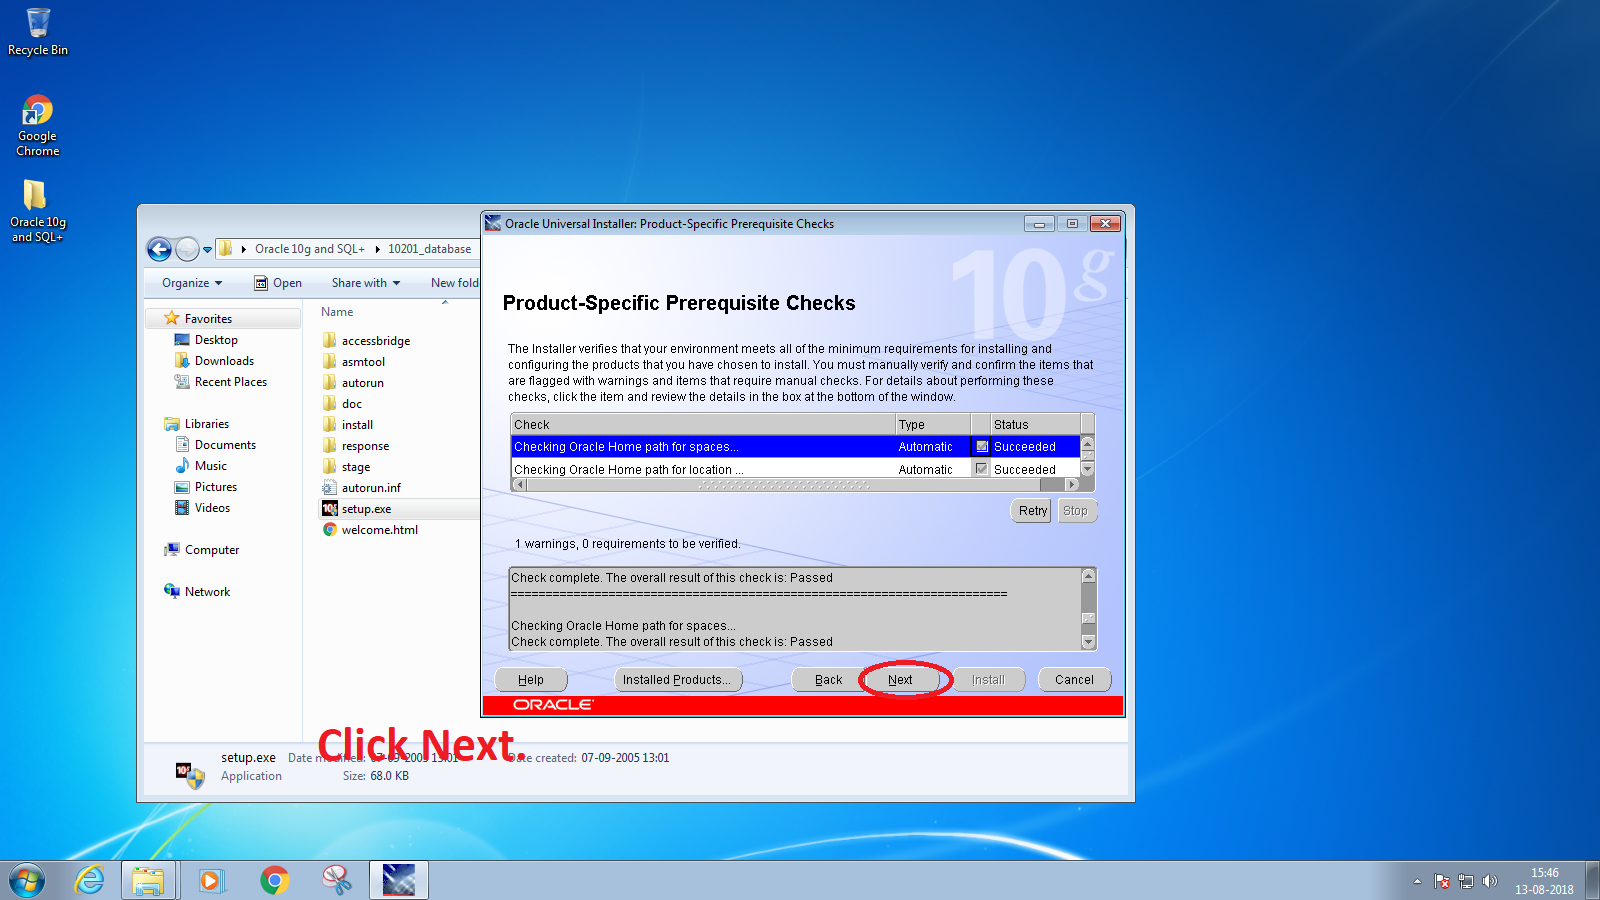 Recycle Bin
Google
Chrome
Oracle 10g
and SQL+
Oracle 10g and SQL+
10201_database
Organize
Open
Share with
New fold
Favorites
Desktop
Downloads
Recent Places
Libraries
Documents
Music
Pictures
Videos
Computer
Network
Name
accessbridge
asmtool
autorun
doc
install
response
stage
autorun.inf
setup.exe
welcome.html
Oracle Universal Installer: Product-Specific Prerequisite Checks
10g
Product-Specific Prerequisite Checks
The Installer verifies that your environment meets all of the minimum requirements for installing and
configuring the products that you have chosen to install. You must manually verify and confirm the items that
are flagged with warnings and items that require manual checks. For details about performing these
checks, click the item and review the details in the box at the bottom of the window.
Check Type Status
Checking Oracle Home path for spaces... Automatic Succeeded
Checking Oracle Home path for location ... Automatic Succeeded
Retry Stop
1 warnings, 0 requirements to be verified.
Check complete. The overall result of this check is: Passed
=======================================================================
Checking Oracle Home path for spaces...
Check complete. The overall result of this check is: Passed
Help Installed Products... Back Next Install Cancel
ORACLE
Click Next.
setup.exe Date modified: 07-09-2005 13:01 Date created: 07-09-2005 13:01
Application Size: 68.0 KB
15:46
13-08-2018